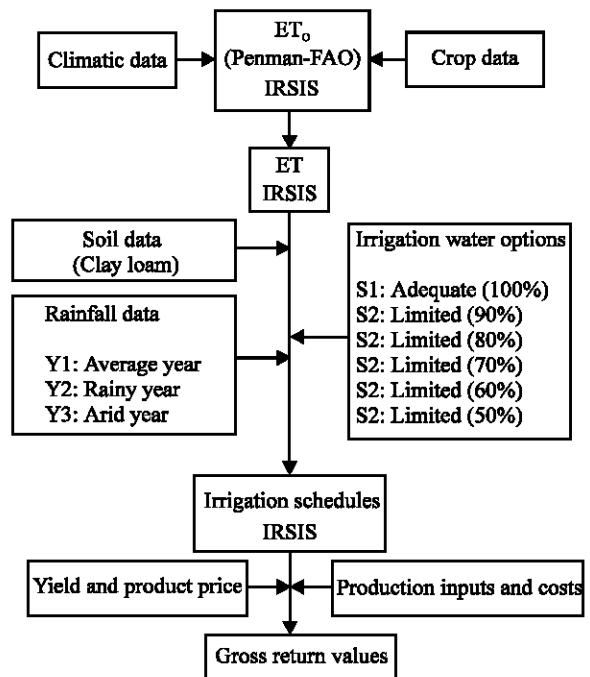 ET₀
(Penman-FAO)
IRSIS
Climatic data
Crop data
ET
IRSIS
Soil data
(Clay loam)
Rainfall data
Y1: Average year
Y2: Rainy year
Y3: Arid year
Irrigation water options
S1: Adequate (100%)
S2: Limited (90%)
S2: Limited (80%)
S2: Limited (70%)
S2: Limited (60%)
S2: Limited (50%)
Irrigation schedules
IRSIS
Yield and product price
Production inputs and costs
Gross return values